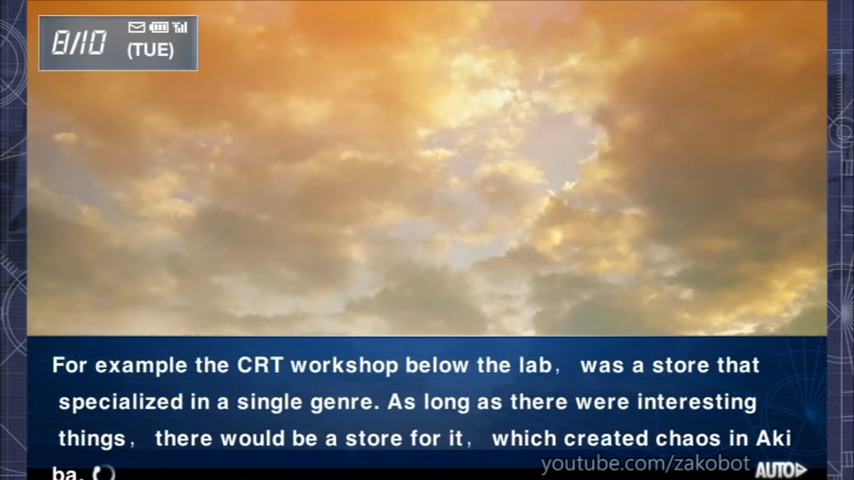 8/10
(TUE)
For example the CRT workshop below the lab, was a store that
specialized in a single genre. As long as there were interesting
things, there would be a store for it, which created chaos in Aki
ba.
youtube.com/zakobot
AUTO